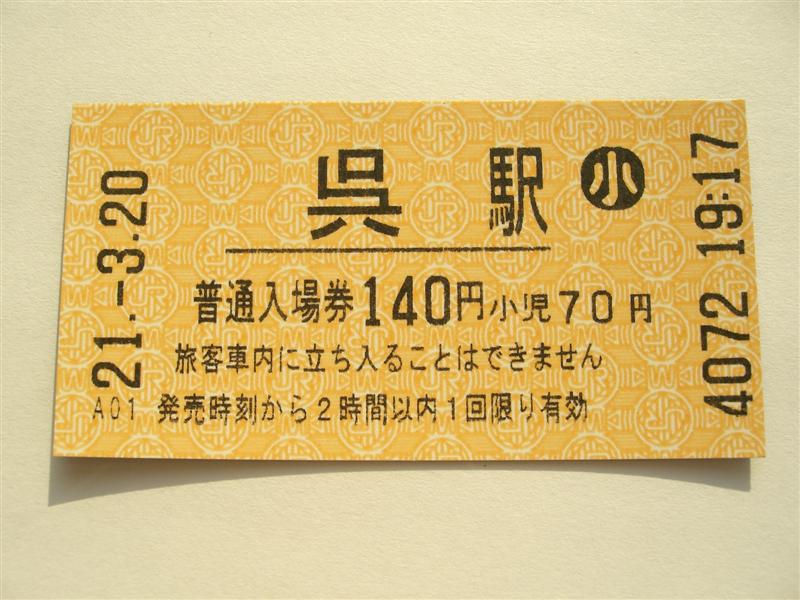 呉 駅 小
普通入場券140円 小児70円
旅客車内に立ち入ることはできません
A01 発売時刻から2時間以内1回限り有効
21.-3.20
4072 19:17